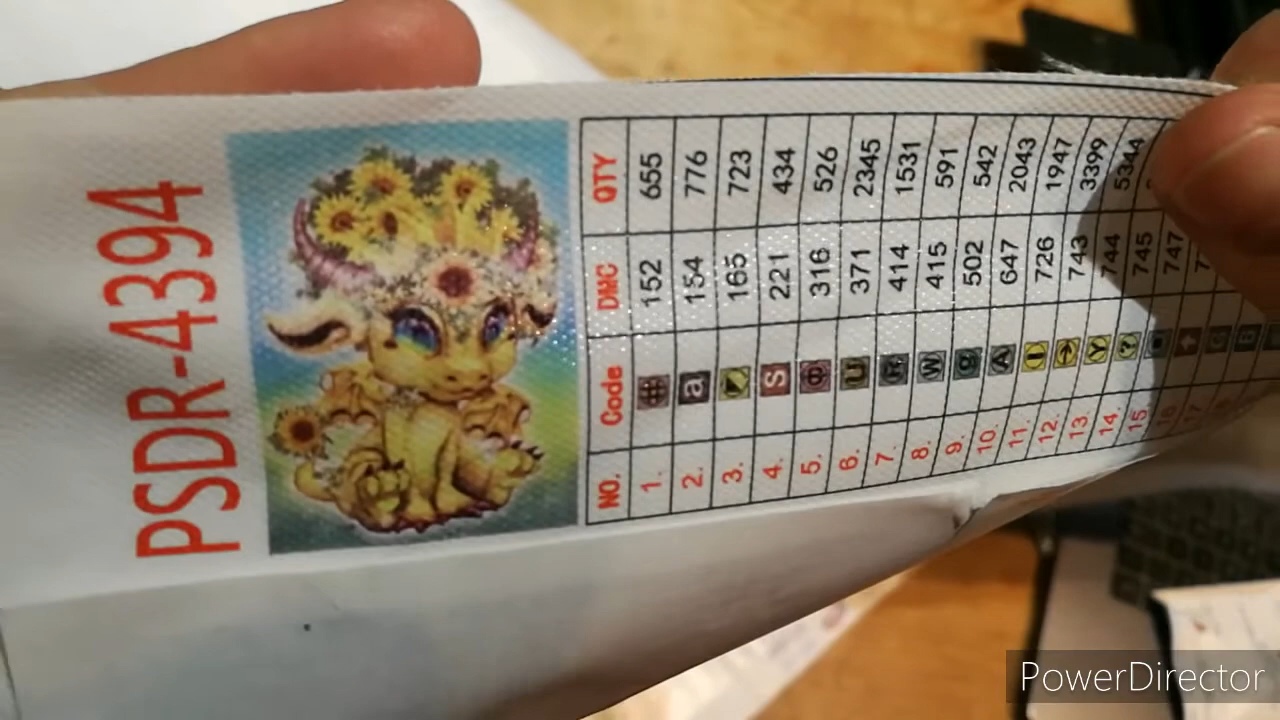 PSDR-4394
NO. Code DMC QTY
1. # 152 655
2. a 154 776
3. 165 723
4. S 221 434
5. Φ 316 526
6. U 371 2345
7. 414 1531
8. W 415 591
9. g 502 542
10. A 647 2043
11. I 726 1947
12. → 743 3399
13. Y 744 5344
14. ? 745
15 747
16
17
PowerDirector